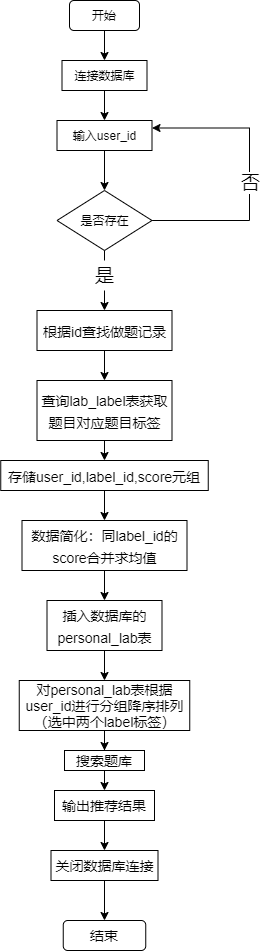 开始
连接数据库
输入user_id
是否存在
否
是
根据id查找做题记录
查询lab_label表获取
题目对应题目标签
存储user_id,label_id,score元组
数据简化：同label_id的
score合并求均值
插入数据库的
personal_lab表
对personal_lab表根据
user_id进行分组降序排列
（选中两个label标签）
搜索题库
输出推荐结果
关闭数据库连接
结束